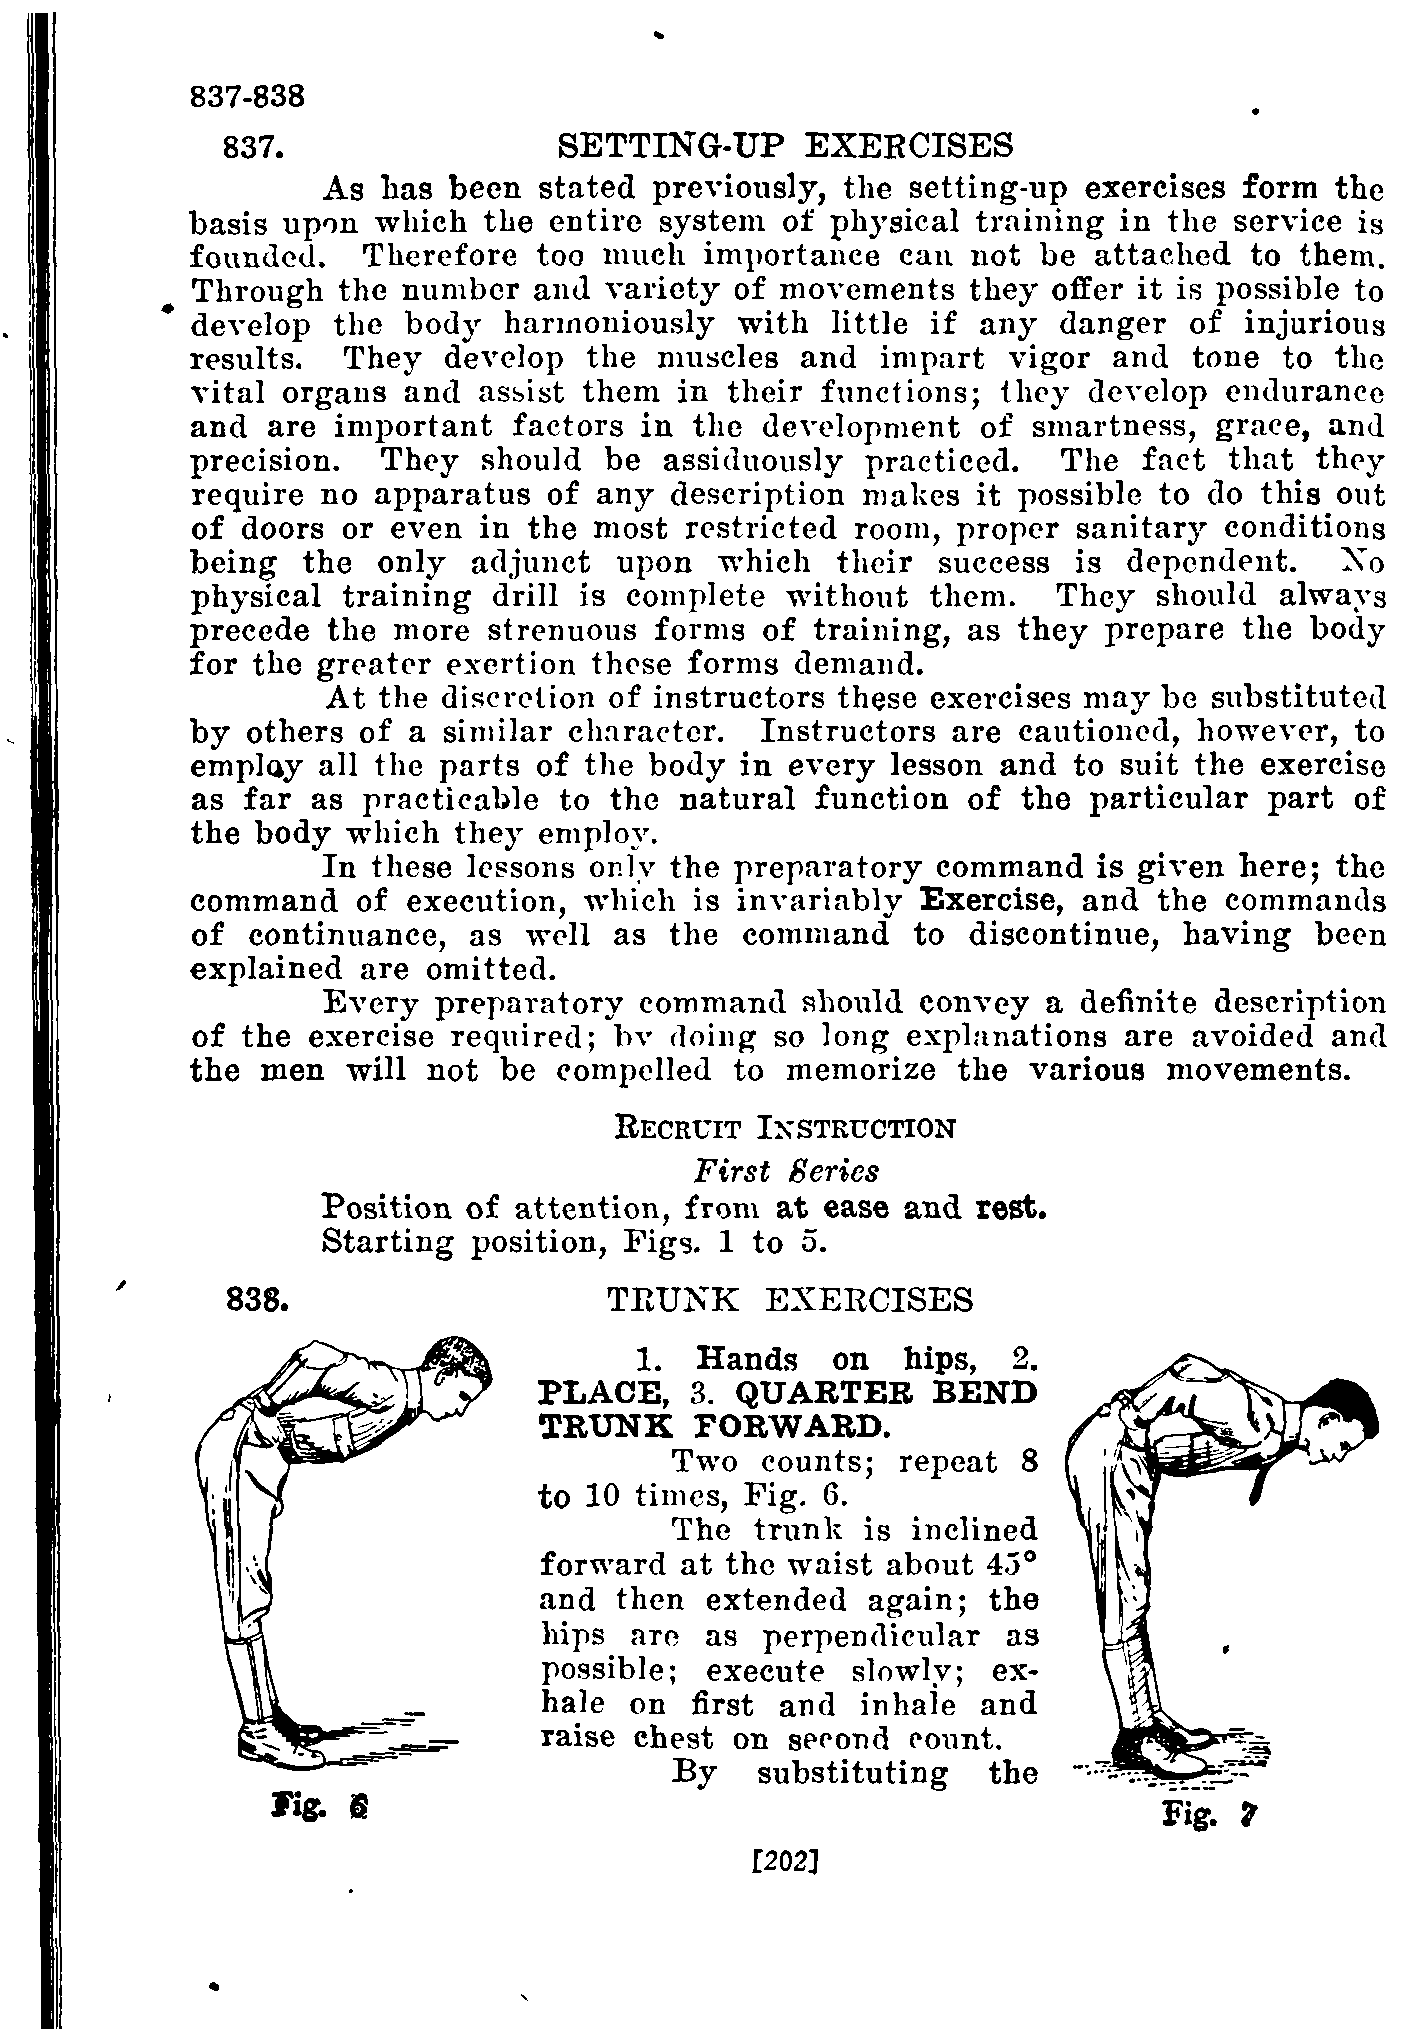 837-838
837. SETTING-UP EXERCISES
As has been stated previously, the setting-up exercises form the
basis upon which the entire system of physical training in the service is
founded. Therefore too much importance can not be attached to them.
Through the number and variety of movements they offer it is possible to
develop the body harmoniously with little if any danger of injurious
results. They develop the muscles and impart vigor and tone to the
vital organs and assist them in their functions; they develop endurance
and are important factors in the development of smartness, grace, and
precision. They should be assiduously practiced. The fact that they
require no apparatus of any description makes it possible to do this out
of doors or even in the most restricted room, proper sanitary conditions
being the only adjunct upon which their success is dependent. No
physical training drill is complete without them. They should always
precede the more strenuous forms of training, as they prepare the body
for the greater exertion these forms demand.
At the discretion of instructors these exercises may be substituted
by others of a similar character. Instructors are cautioned, however, to
employ all the parts of the body in every lesson and to suit the exercise
as far as practicable to the natural function of the particular part of
the body which they employ.
In these lessons only the preparatory command is given here; the
command of execution, which is invariably Exercise, and the commands
of continuance, as well as the command to discontinue, having been
explained are omitted.
Every preparatory command should convey a definite description
of the exercise required; by doing so long explanations are avoided and
the men will not be compelled to memorize the various movements.
RECRUIT INSTRUCTION
First Series
Position of attention, from at ease and rest.
Starting position, Figs. 1 to 5.
838. TRUNK EXERCISES
1. Hands on hips, 2.
PLACE, 3. QUARTER BEND
TRUNK FORWARD.
Two counts; repeat 8
to 10 times, Fig. 6.
The trunk is inclined
forward at the waist about 45°
and then extended again; the
hips are as perpendicular as
possible; execute slowly; ex-
hale on first and inhale and
raise chest on second count.
By substituting the
Fig. 6
Fig. 7
[202]